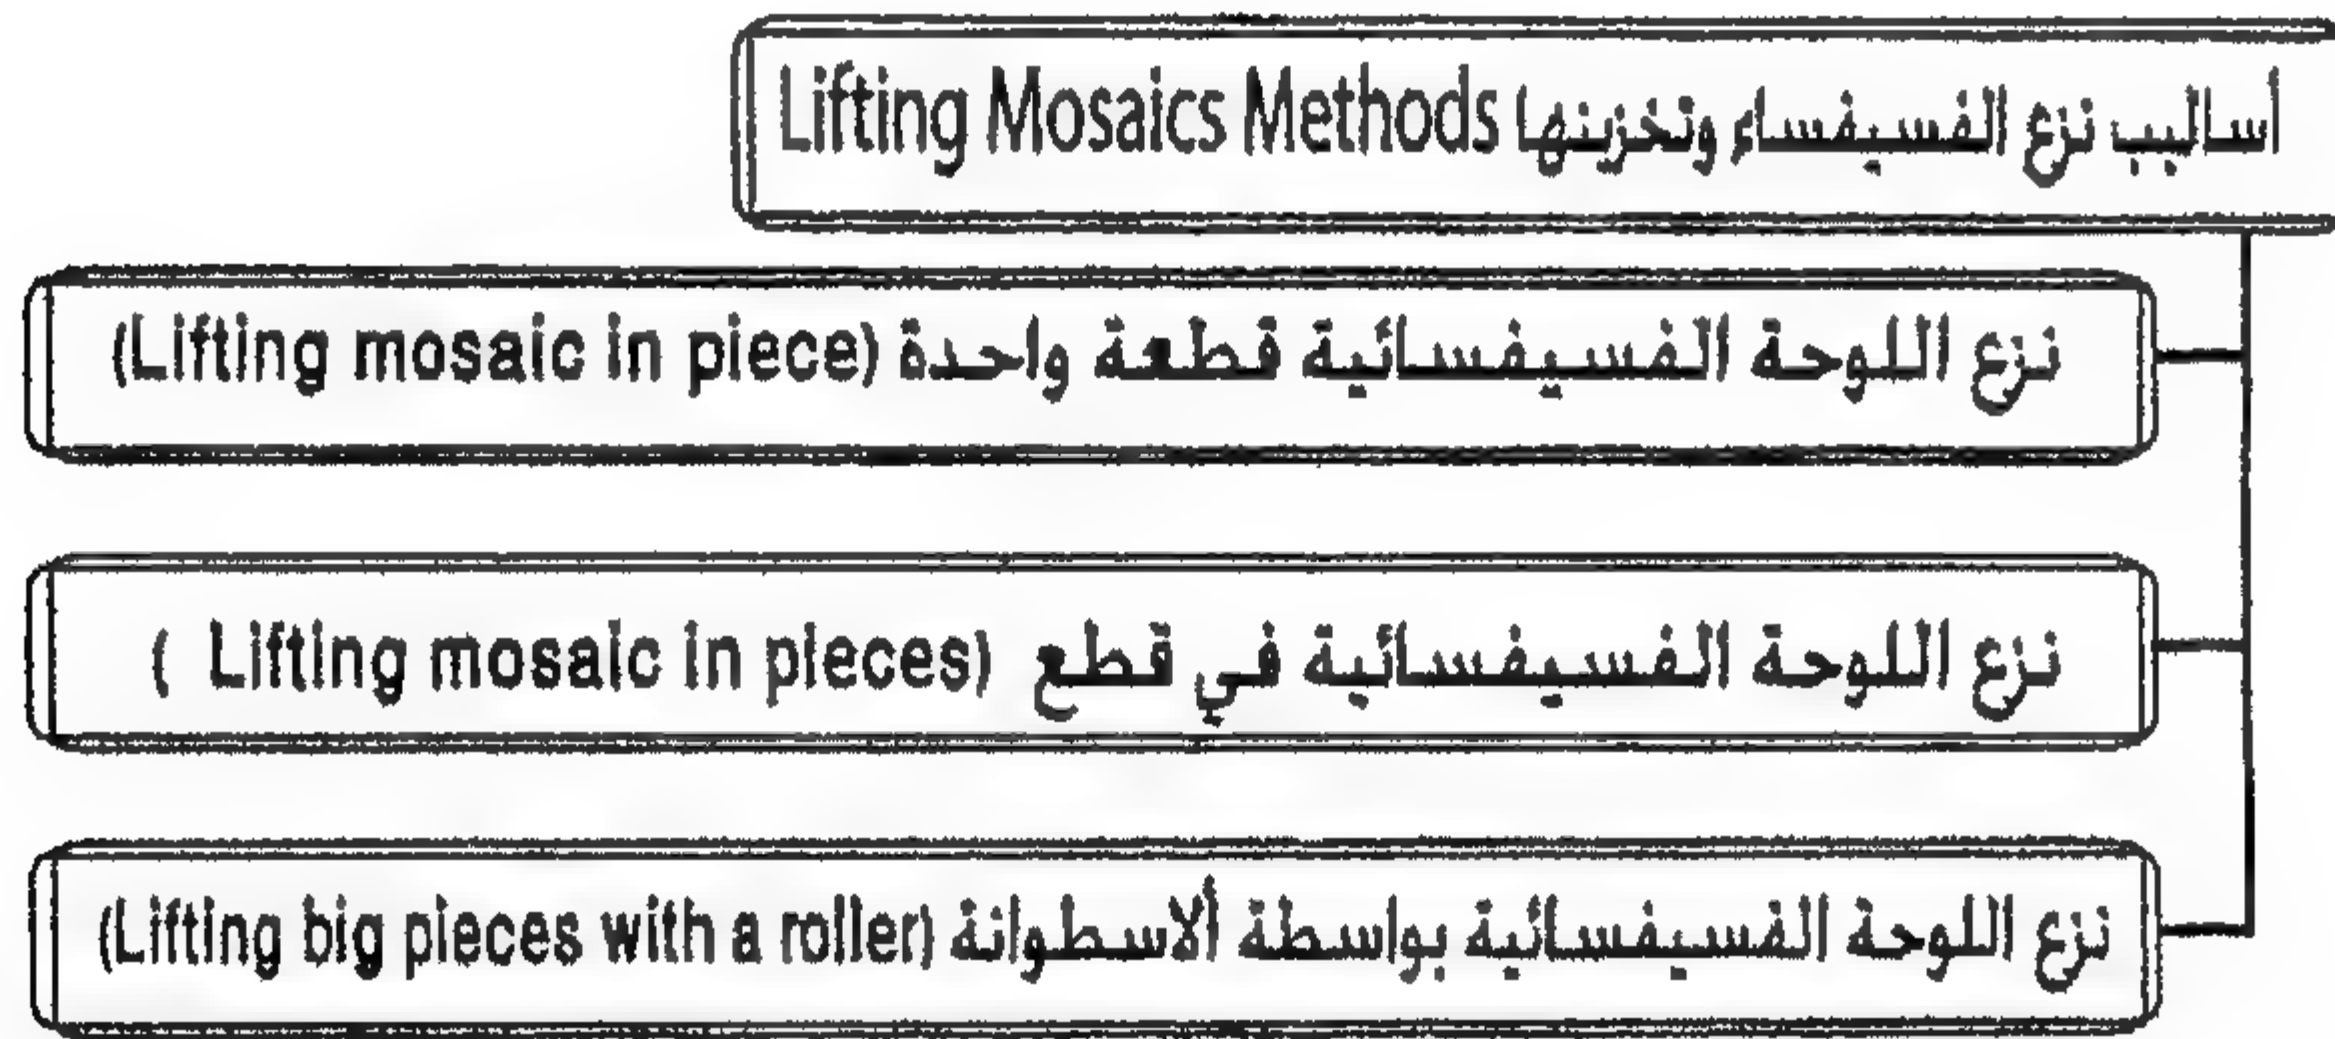 أساليب نزع الفسيفساء وتخزينها Lifting Mosaics Methods
نزع اللوحة الفسيفسائية قطعة واحدة (Lifting mosaic in piece)
نزع اللوحة الفسيفسائية في قطع (Lifting mosaic in pieces )
نزع اللوحة الفسيفسائية بواسطة ألاسطوانة (Lifting big pieces with a roller)